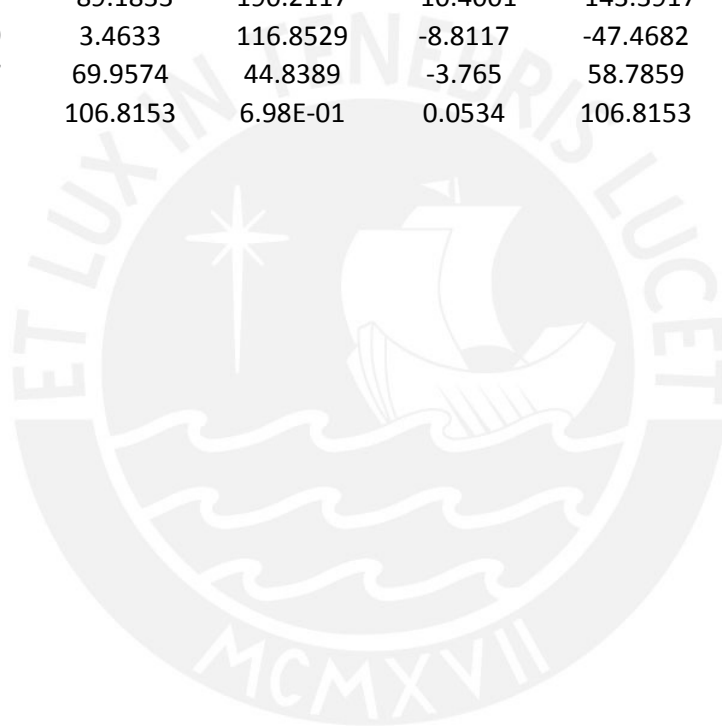 3.4633 116.8529 -8.8117 -47.4682
69.9574 44.8389 -3.765 58.7859
106.8153 6.98E-01 0.0534 106.8153
ET LUX IN TENEBRIS LUCET
MCMXVII